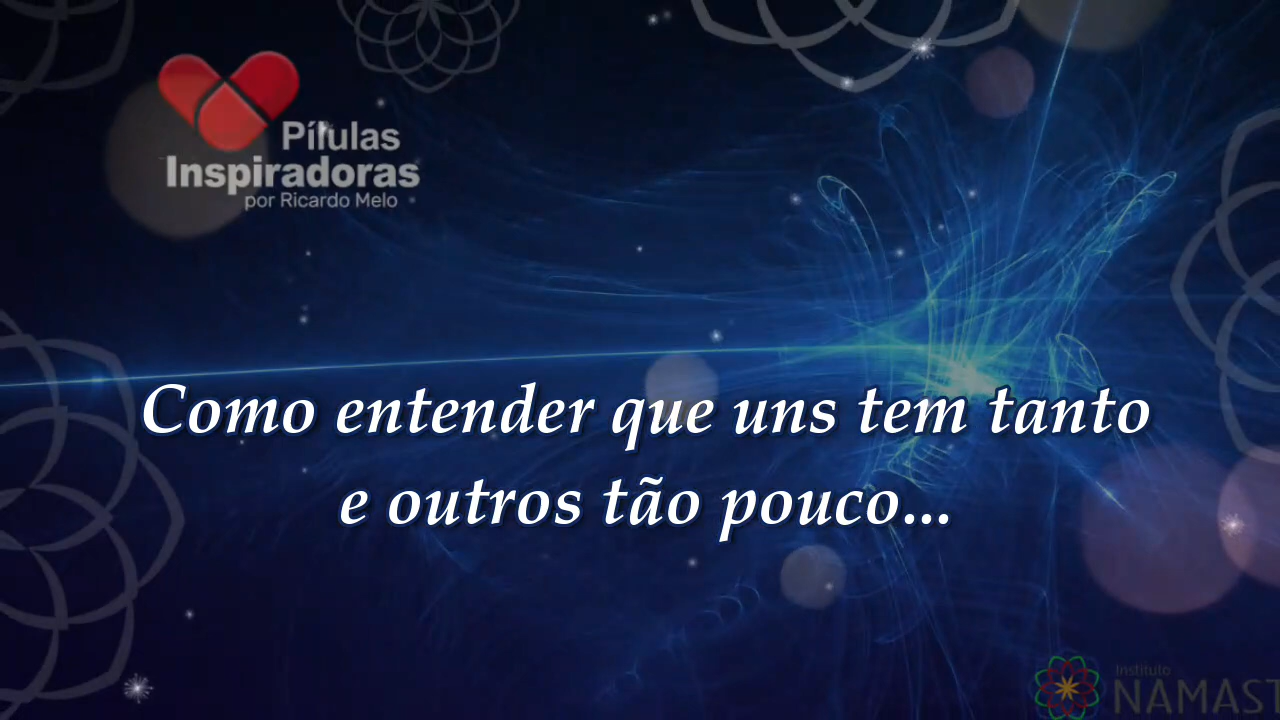 Pílulas
Inspiradoras
por Ricardo Melo
Como entender que uns tem tanto
e outros tão pouco...
Instituto
NAMAST